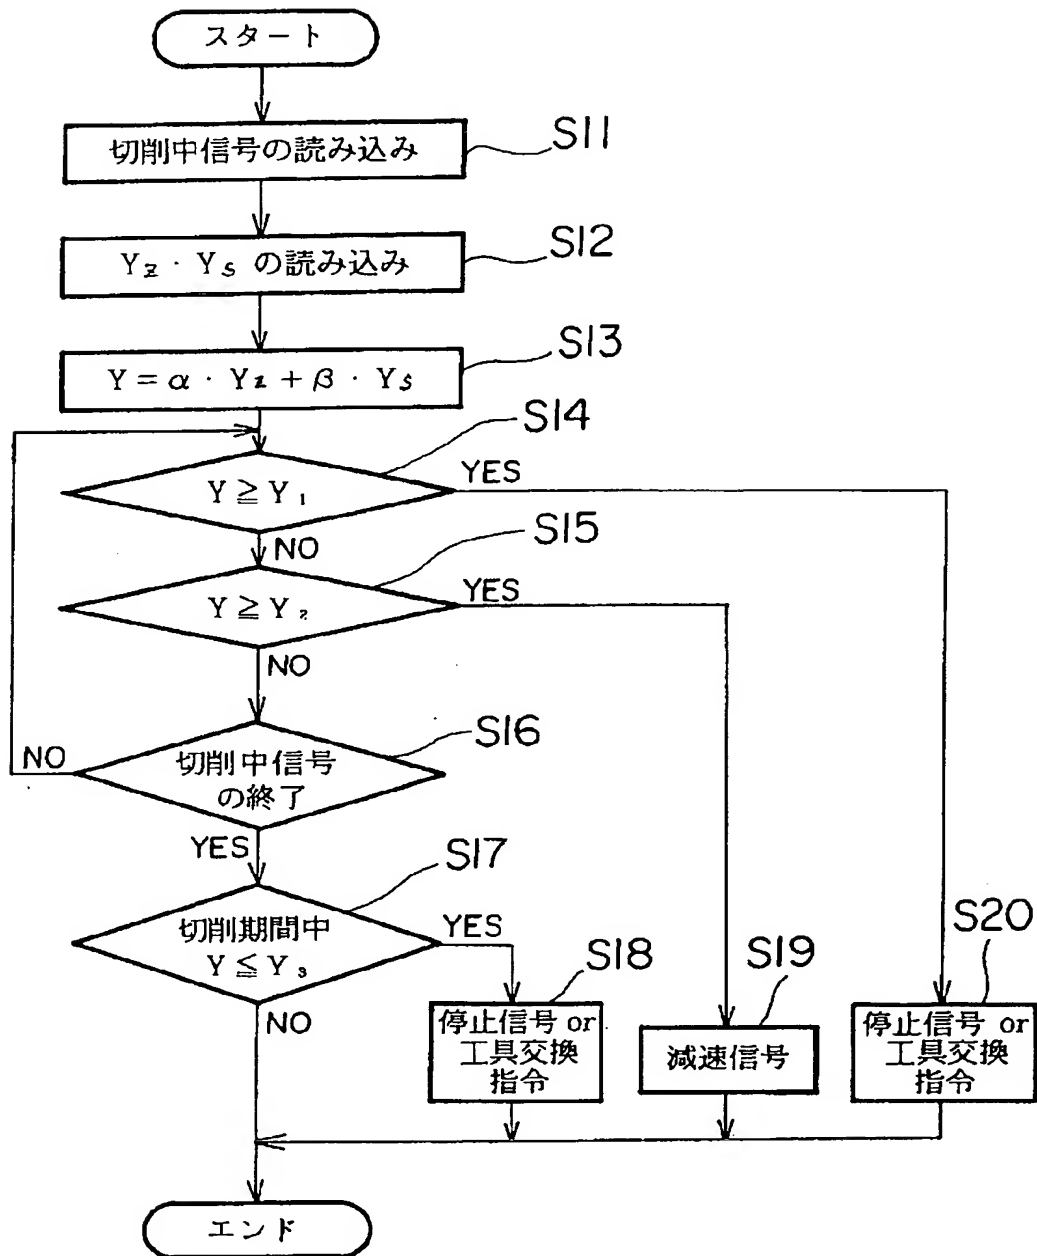 スタート
S11
切削中信号の読み込み
S12
Yz · Ys の読み込み
S13
Y = α · Yz + β · Ys
S14
Y ≧ Y₁
YES
NO
S15
Y ≧ Y₂
YES
NO
S16
切削中信号
の終了
NO
YES
S17
切削期間中
Y ≦ Y₃
YES
NO
S18
停止信号 or
工具交換
指令
S19
減速信号
S20
停止信号 or
工具交換
指令
エンド